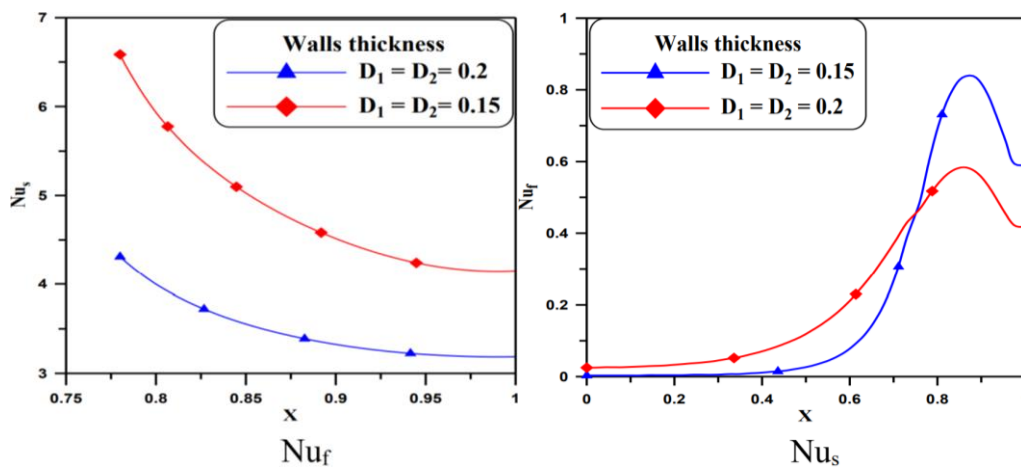 7
6
5
4
3
Nuₛ
Walls thickness
D₁ = D₂= 0.2
D₁ = D₂= 0.15
0.75
0.8
0.85
0.9
0.95
1
X
Nu_f
1
0.8
0.6
0.4
0.2
0
Nu_f
Walls thickness
D₁ = D₂ = 0.15
D₁ = D₂ = 0.2
0
0.2
0.4
0.6
0.8
X
Nuₛ